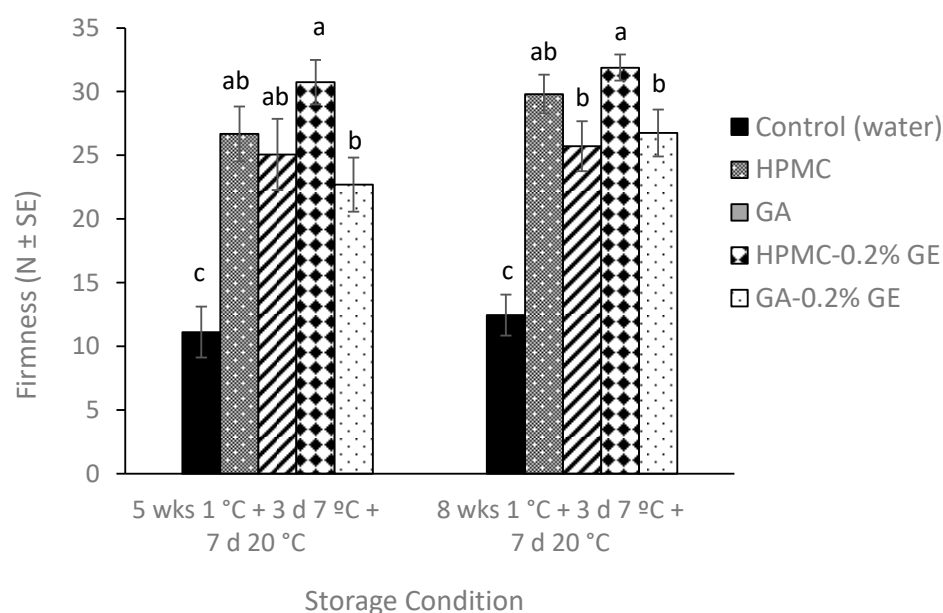 35
30
25
20
15
10
5
0
Firmness (N ± SE)
c
ab
ab
a
b
c
ab
b
a
b
Control (water)
HPMC
GA
HPMC-0.2% GE
GA-0.2% GE
5 wks 1 °C + 3 d 7 ºC +
7 d 20 °C
8 wks 1 °C + 3 d 7 ºC +
7 d 20 °C
Storage Condition